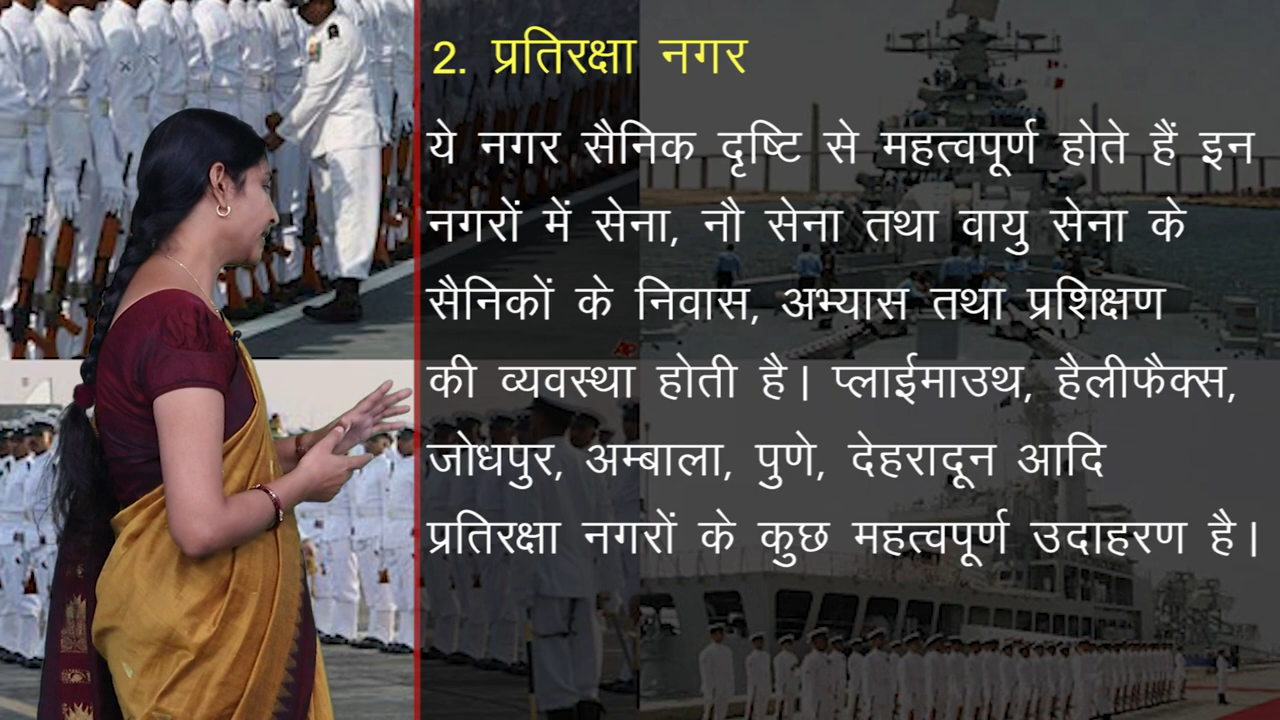 2. प्रतिरक्षा नगर
ये नगर सैनिक दृष्टि से महत्वपूर्ण होते हैं इन
नगरों में सेना, नौ सेना तथा वायु सेना के
सैनिकों के निवास, अभ्यास तथा प्रशिक्षण
की व्यवस्था होती है। प्लाईमाउथ, हैलीफैक्स,
जोधपुर, अम्बाला, पुणे, देहरादून आदि
प्रतिरक्षा नगरों के कुछ महत्वपूर्ण उदाहरण है।